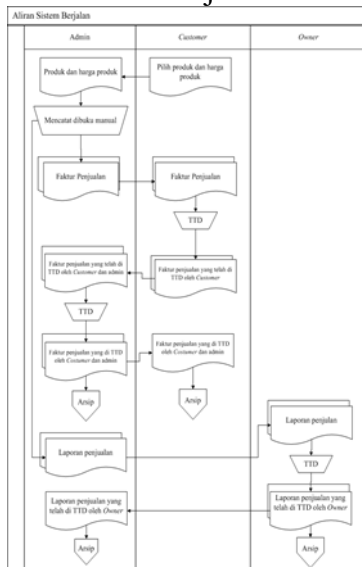 Aliran Sistem Berjalan
Admin
Customer
Owner
Produk dan harga
produk
Pilih produk dan harga
produk
Mencatat dibuka manual
Faktur Penjualan
Faktur Penjualan
TTD
Faktur penjualan yang telah di
TTD oleh Customer dan admin
Faktur penjualan yang telah di
TTD oleh Customer
TTD
Faktur penjualan yang di TTD
oleh Costumer dan admin
Faktur penjualan yang di TTD
oleh Costumer dan admin
Arsip
Arsip
Laporan penjualan
Laporan penjulan
TTD
Laporan penjualan yang
telah di TTD oleh Owner
Laporan penjualan yang
telah di TTD oleh Owner
Arsip
Arsip